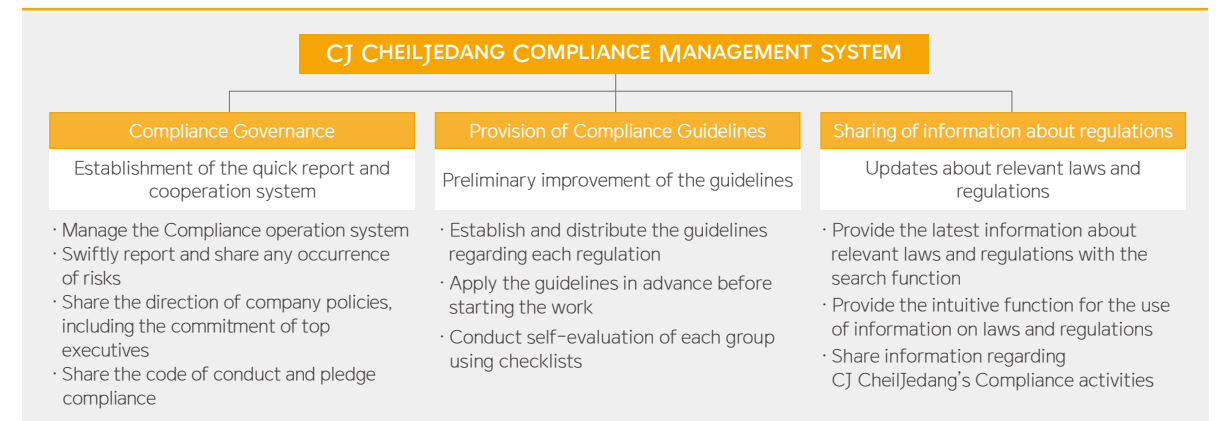 CJ CHEILJEDANG COMPLIANCE MANAGEMENT SYSTEM
Compliance Governance
Establishment of the quick report and
cooperation system
· Manage the Compliance operation system
· Swiftly report and share any occurrence
of risks
· Share the direction of company policies,
including the commitment of top
executives
· Share the code of conduct and pledge
compliance
Provision of Compliance Guidelines
Preliminary improvement of the guidelines
· Establish and distribute the guidelines
regarding each regulation
· Apply the guidelines in advance before
starting the work
· Conduct self-evaluation of each group
using checklists
Sharing of information about regulations
Updates about relevant laws and
regulations
· Provide the latest information about
relevant laws and regulations with the
search function
· Provide the intuitive function for the use
of information on laws and regulations
· Share information regarding
CJ CheilJedang's Compliance activities